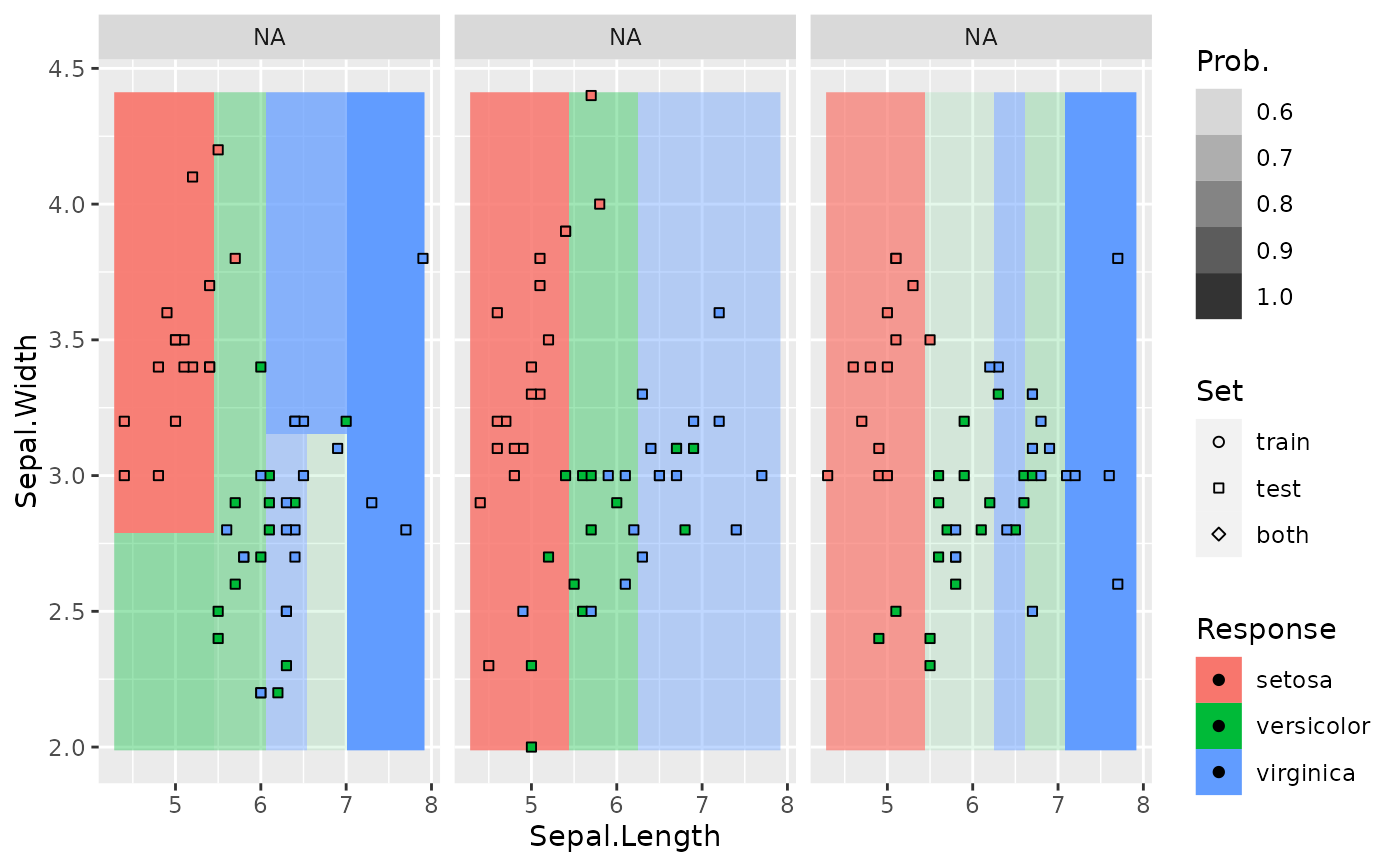 NA NA NA
4.5
4.0
3.5
3.0
2.5
2.0
Sepal.Width
5 6 7 8 5 6 7 8 5 6 7 8
Sepal.Length
Prob.
0.6
0.7
0.8
0.9
1.0
Set
train
test
both
Response
setosa
versicolor
virginica